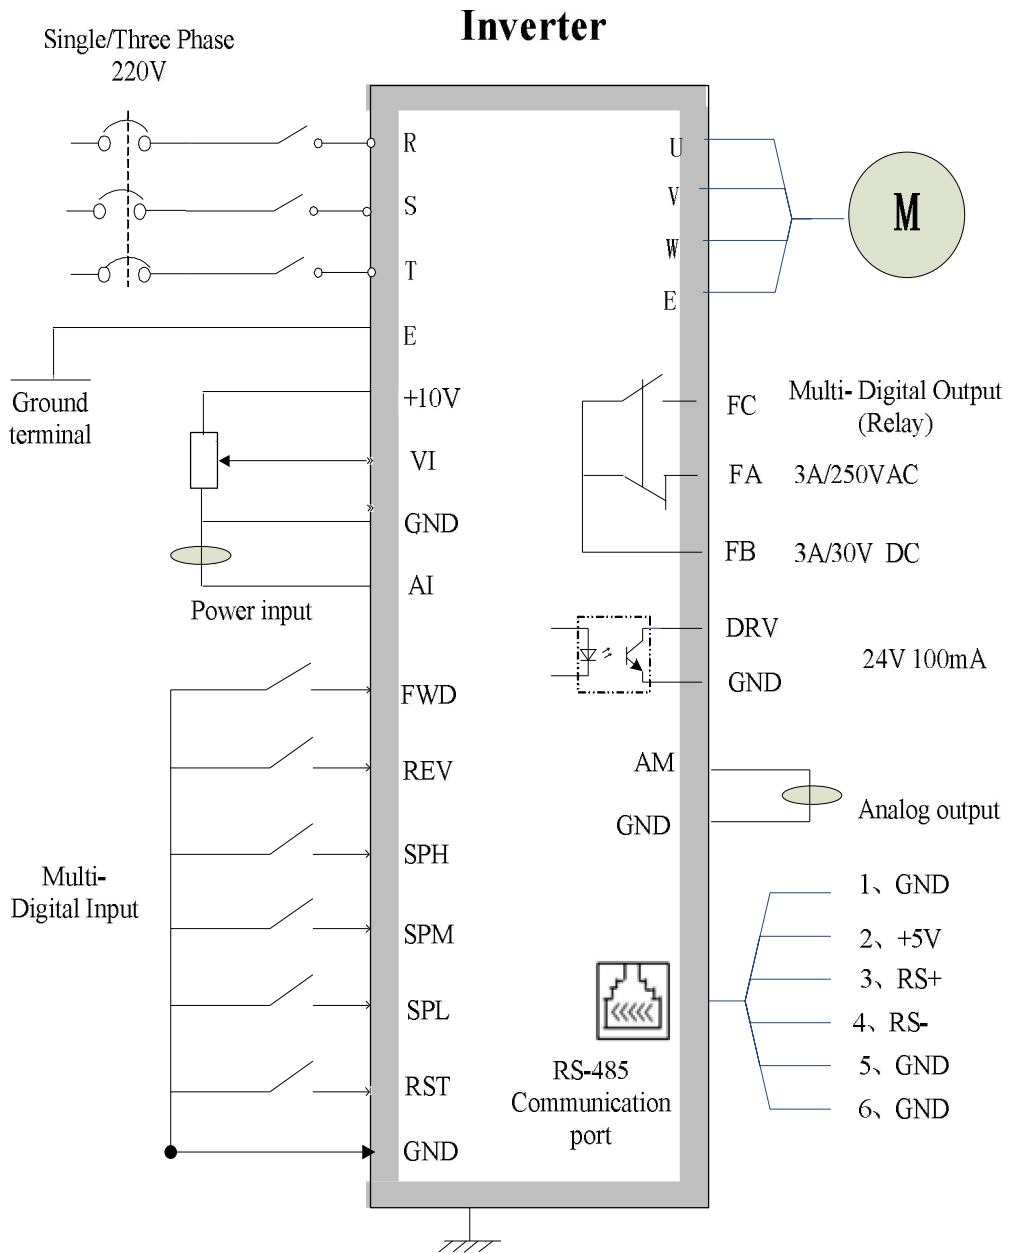 Inverter
Single/Three Phase
220V
R
S
T
E
Ground
terminal
+10V
VI
GND
AI
Power input
FWD
REV
SPH
Multi-
Digital Input
SPM
SPL
RST
GND
U
V
W
E
M
FC
Multi- Digital Output
(Relay)
FA 3A/250VAC
FB 3A/30V DC
DRV
24V 100mA
GND
AM
Analog output
GND
RS-485
Communication
port
1、GND
2、+5V
3、RS+
4、RS-
5、GND
6、GND